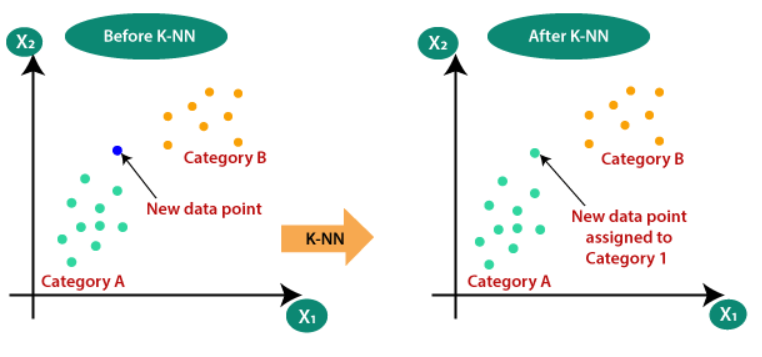 Before K-NN
X₂
Category B
New data point
Category A
X₁
K-NN
After K-NN
X₂
Category B
New data point
assigned to
Category 1
Category A
X₁